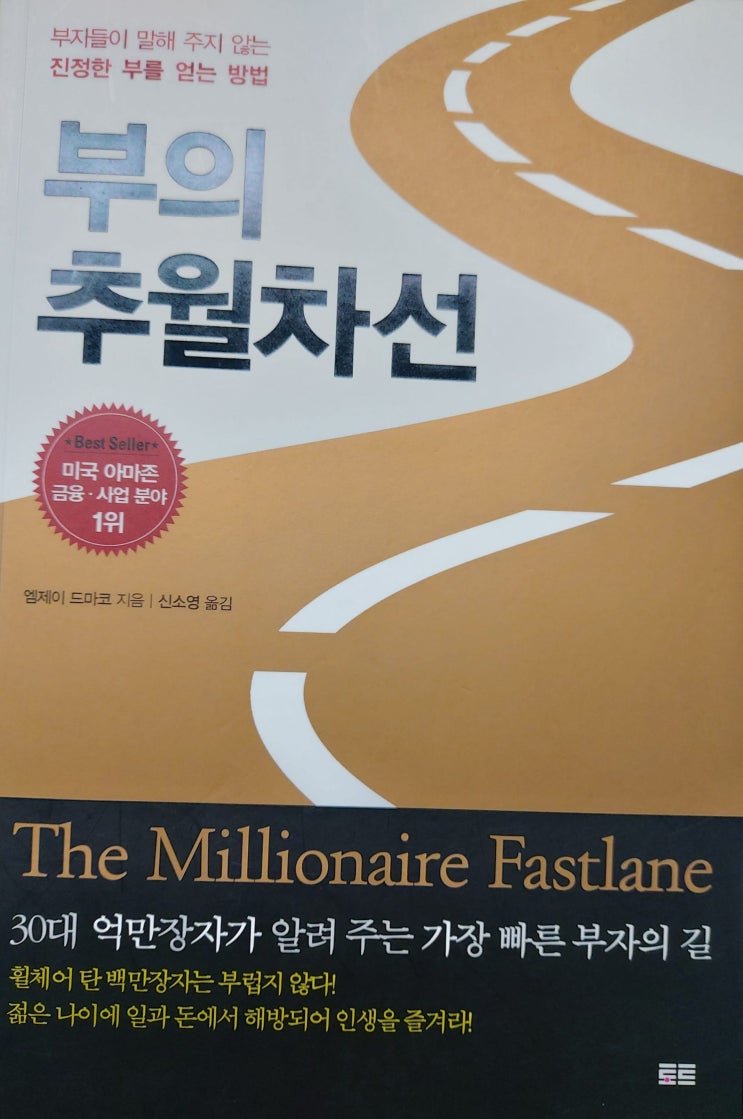 부자들이 말해 주지 않는
진정한 부를 얻는 방법
부의
추월차선
★Best Seller★
미국 아마존
금융·사업 분야
1위
엠제이 드마코 지음 | 신소영 옮김
The Millionaire Fastlane
30대 억만장자가 알려 주는 가장 빠른 부자의 길
휠체어 탄 백만장자는 부럽지 않다!
젊은 나이에 일과 돈에서 해방되어 인생을 즐겨라!
토트